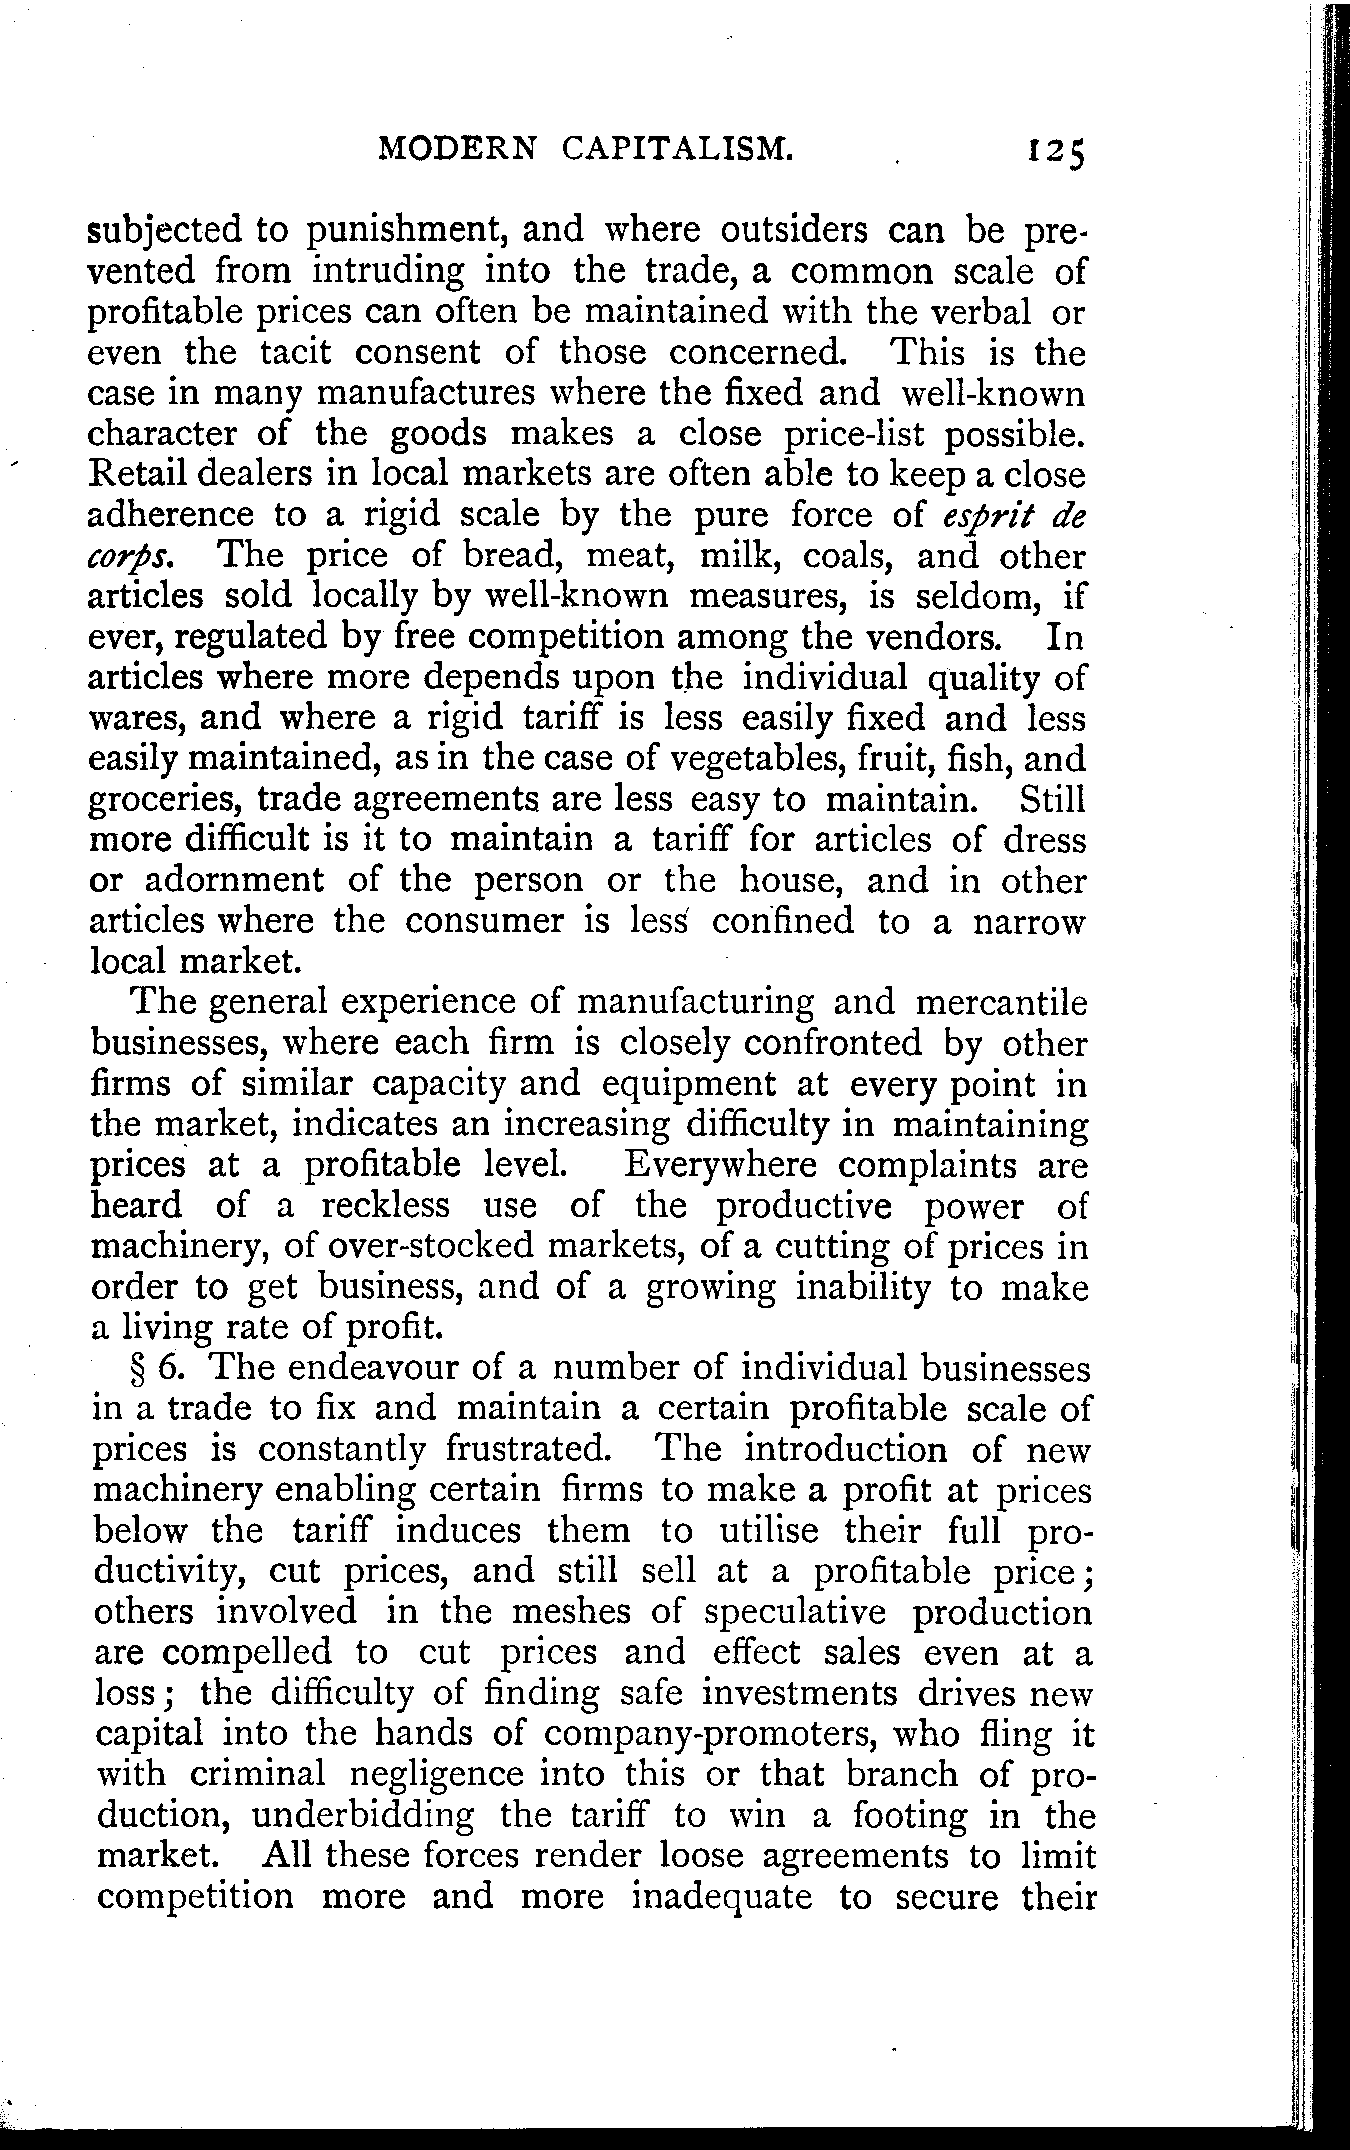 MODERN CAPITALISM. 125
subjected to punishment, and where outsiders can be pre-
vented from intruding into the trade, a common scale of
profitable prices can often be maintained with the verbal or
even the tacit consent of those concerned. This is the
case in many manufactures where the fixed and well-known
character of the goods makes a close price-list possible.
Retail dealers in local markets are often able to keep a close
adherence to a rigid scale by the pure force of esprit de
corps. The price of bread, meat, milk, coals, and other
articles sold locally by well-known measures, is seldom, if
ever, regulated by free competition among the vendors. In
articles where more depends upon the individual quality of
wares, and where a rigid tariff is less easily fixed and less
easily maintained, as in the case of vegetables, fruit, fish, and
groceries, trade agreements are less easy to maintain. Still
more difficult is it to maintain a tariff for articles of dress
or adornment of the person or the house, and in other
articles where the consumer is less confined to a narrow
local market.
The general experience of manufacturing and mercantile
businesses, where each firm is closely confronted by other
firms of similar capacity and equipment at every point in
the market, indicates an increasing difficulty in maintaining
prices at a profitable level. Everywhere complaints are
heard of a reckless use of the productive power of
machinery, of over-stocked markets, of a cutting of prices in
order to get business, and of a growing inability to make
a living rate of profit.
§ 6. The endeavour of a number of individual businesses
in a trade to fix and maintain a certain profitable scale of
prices is constantly frustrated. The introduction of new
machinery enabling certain firms to make a profit at prices
below the tariff induces them to utilise their full pro-
ductivity, cut prices, and still sell at a profitable price;
others involved in the meshes of speculative production
are compelled to cut prices and effect sales even at a
loss; the difficulty of finding safe investments drives new
capital into the hands of company-promoters, who fling it
with criminal negligence into this or that branch of pro-
duction, underbidding the tariff to win a footing in the
market. All these forces render loose agreements to limit
competition more and more inadequate to secure their